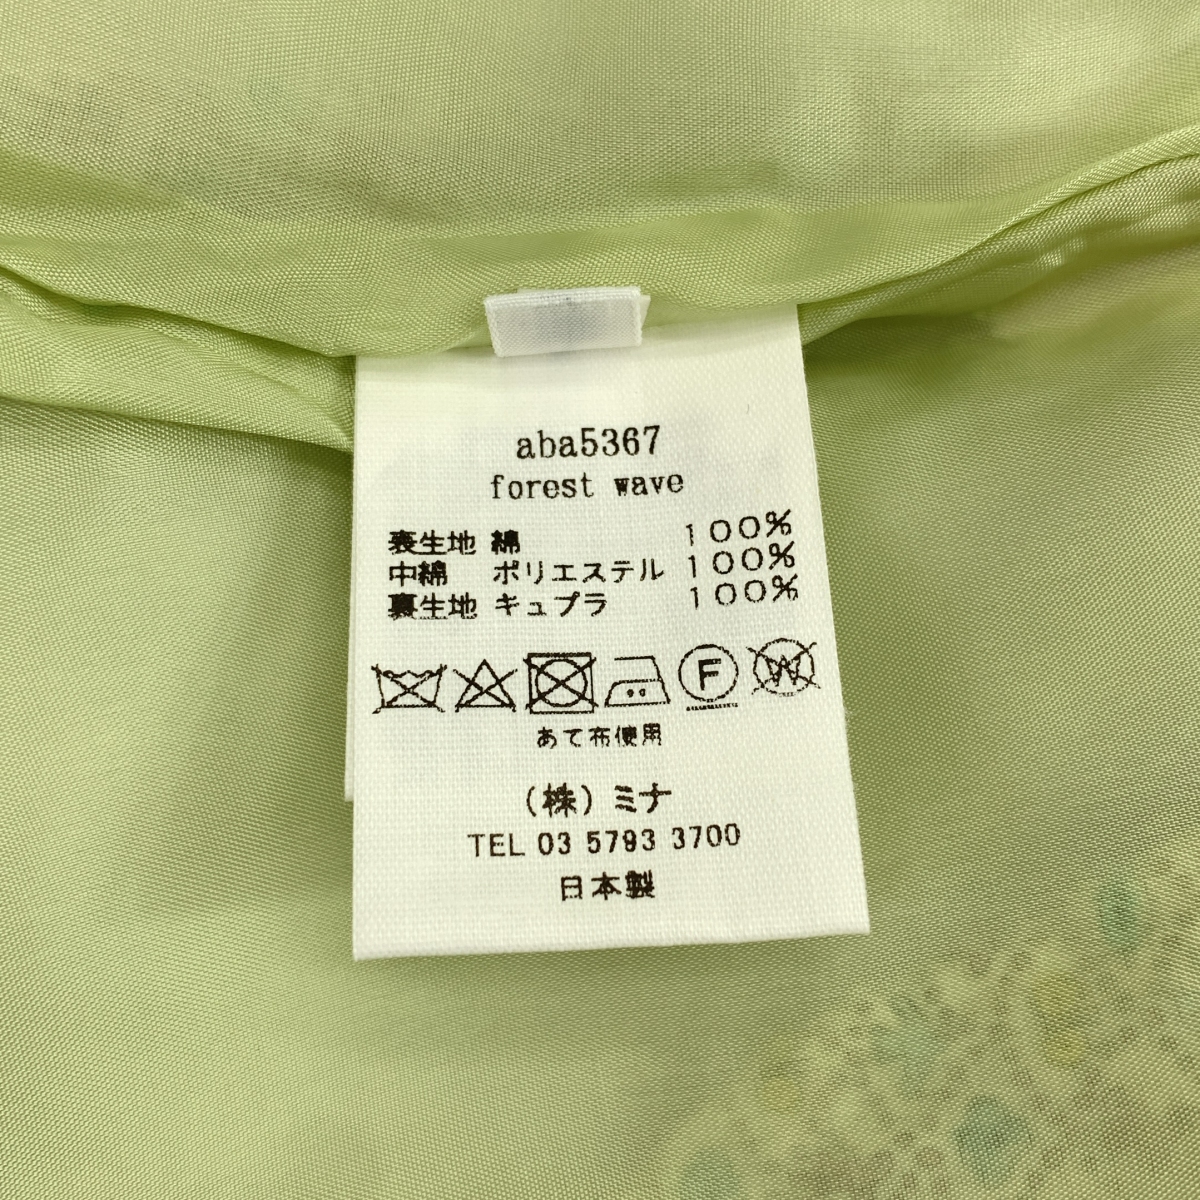 aba5367
forest wave
表生地 綿 100%
中綿 ポリエステル 100%
裏生地 キュプラ 100%
F W
あて布使用
(株)ミナ
TEL 03 5793 3700
日本製